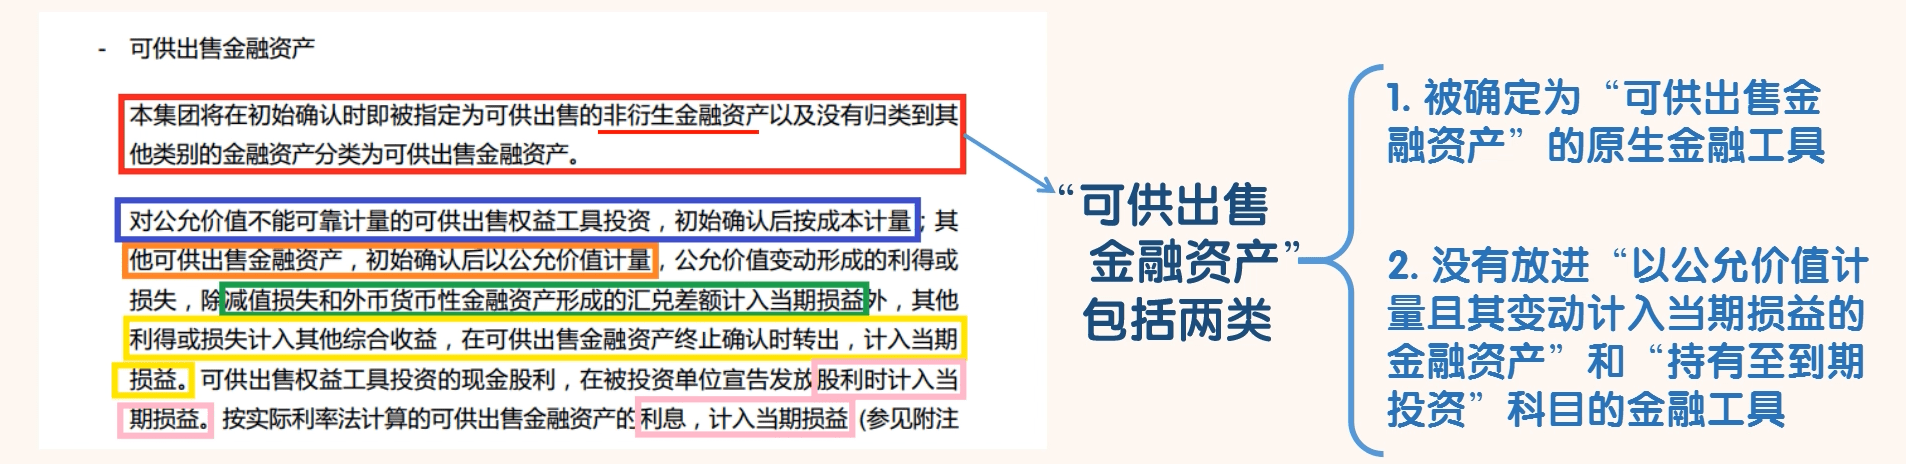 - 可供出售金融资产
本集团将在初始确认时即被指定为可供出售的非衍生金融资产以及没有归类到其
他类别的金融资产分类为可供出售金融资产。
对公允价值不能可靠计量的可供出售权益工具投资，初始确认后按成本计量；其
他可供出售金融资产，初始确认后以公允价值计量，公允价值变动形成的利得或
损失，除减值损失和外币货币性金融资产形成的汇兑差额计入当期损益外，其他
利得或损失计入其他综合收益，在可供出售金融资产终止确认时转出，计入当期
损益。可供出售权益工具投资的现金股利，在被投资单位宣告发放股利时计入当
期损益。按实际利率法计算的可供出售金融资产的利息，计入当期损益 (参见附注
“可供出售
金融资产”
包括两类
1. 被确定为“可供出售金
融资产”的原生金融工具
2. 没有放进“以公允价值计
量且其变动计入当期损益的
金融资产”和“持有至到期
投资”科目的金融工具